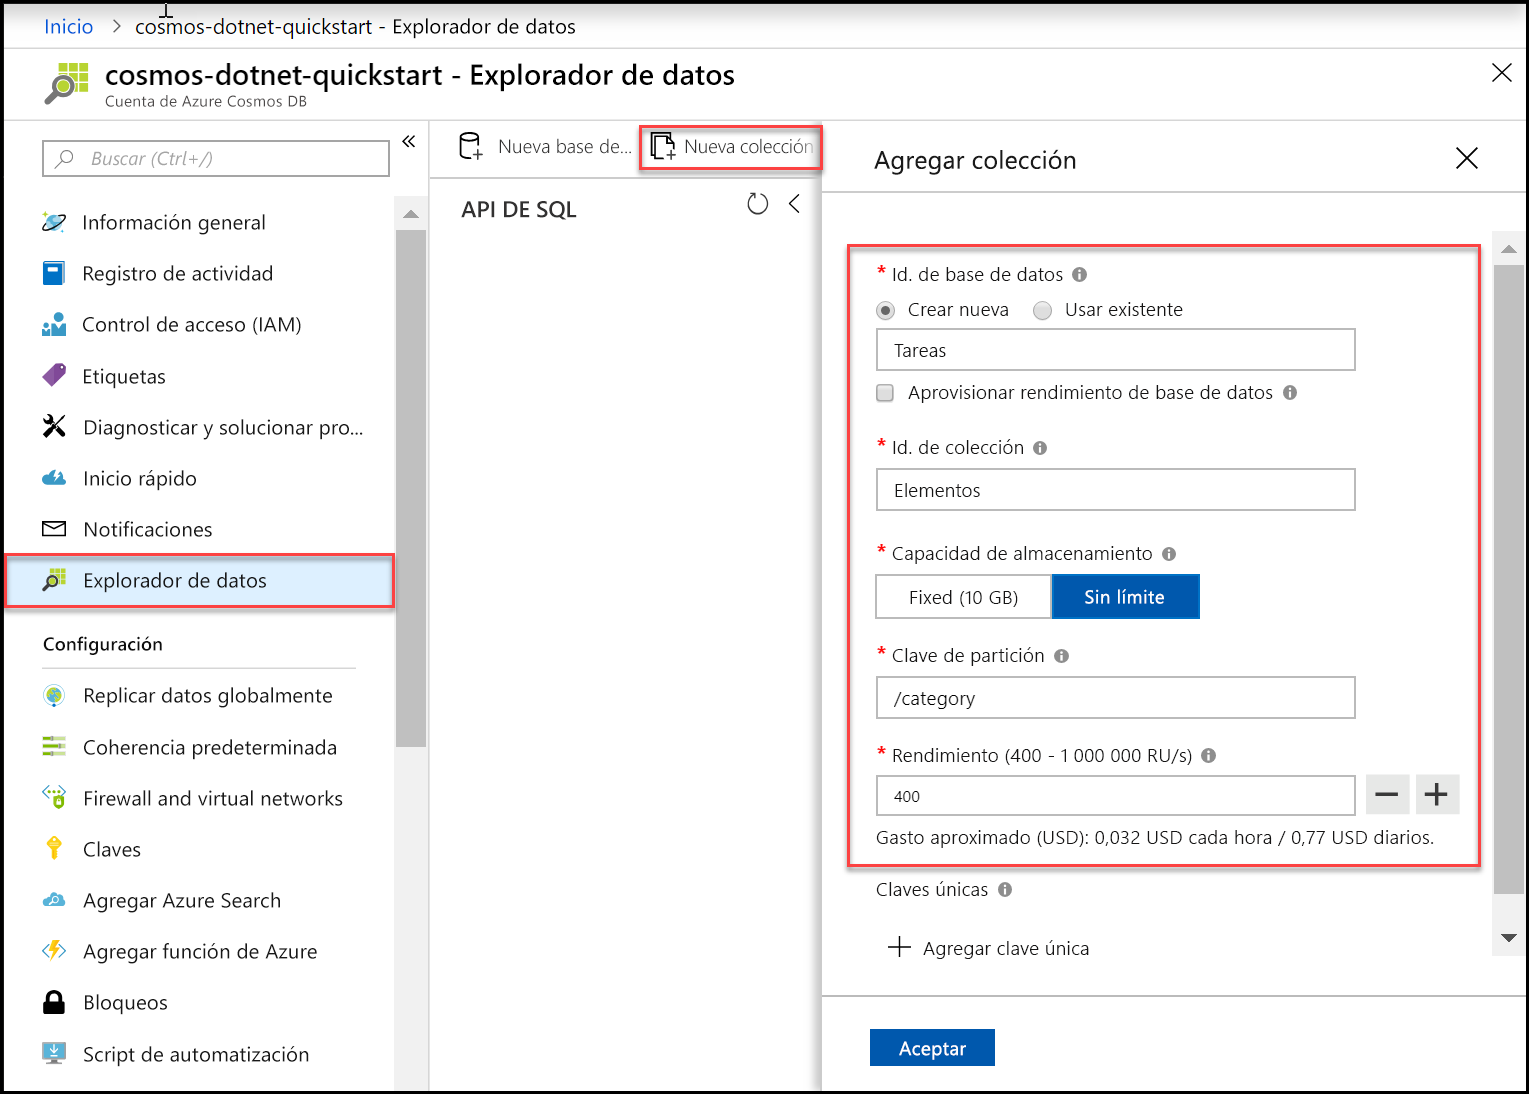 Inicio > cosmos-dotnet-quickstart - Explorador de datos
cosmos-dotnet-quickstart - Explorador de datos
Cuenta de Azure Cosmos DB
Buscar (Ctrl+/)
Información general
Registro de actividad
Control de acceso (IAM)
Etiquetas
Diagnosticar y solucionar pro...
Inicio rápido
Notificaciones
Explorador de datos
Configuración
Replicar datos globalmente
Coherencia predeterminada
Firewall and virtual networks
Claves
Agregar Azure Search
Agregar función de Azure
Bloqueos
Script de automatización
Nueva base de...
Nueva colección
API DE SQL
Agregar colección
* Id. de base de datos
Crear nueva
Usar existente
Tareas
Aprovisionar rendimiento de base de datos
* Id. de colección
Elementos
* Capacidad de almacenamiento
Fixed (10 GB)
Sin límite
* Clave de partición
/category
* Rendimiento (400 - 1 000 000 RU/s)
400
Gasto aproximado (USD): 0,032 USD cada hora / 0,77 USD diarios.
Claves únicas
Agregar clave única
Aceptar